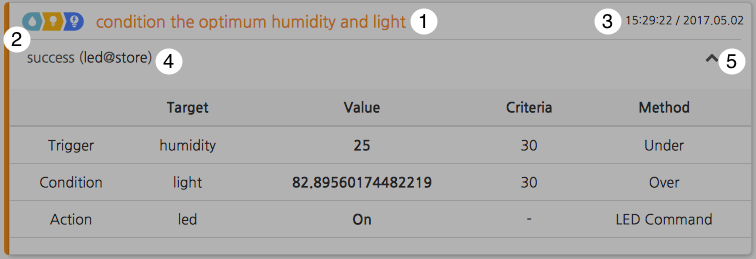 condition the optimum humidity and light 1 3 15:29:22 / 2017.05.02
2
success (led@store) 4 5
Target Value Criteria Method
Trigger humidity 25 30 Under
Condition light 82.89560174482219 30 Over
Action led On - LED Command